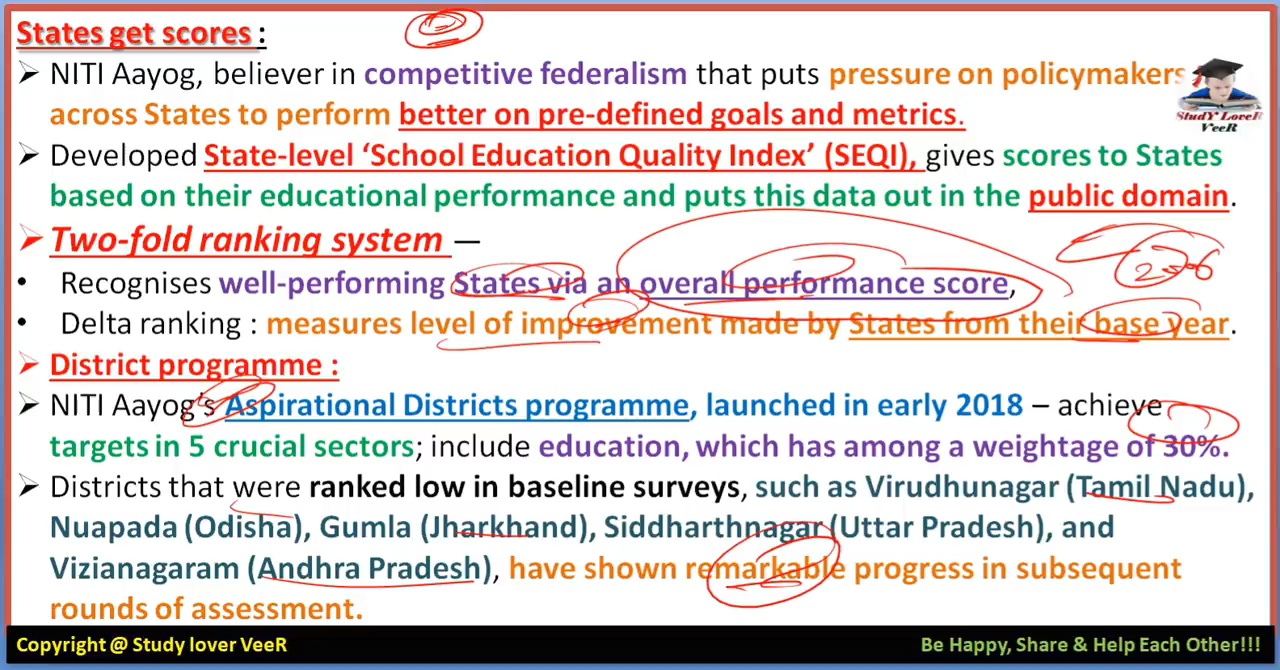 States get scores :
➢ NITI Aayog, believer in competitive federalism that puts pressure on policymakers
across States to perform better on pre-defined goals and metrics.
StudY LoveR
VeeR
➢ Developed State-level ‘School Education Quality Index’ (SEQI), gives scores to States
based on their educational performance and puts this data out in the public domain.
➢ Two-fold ranking system —
• Recognises well-performing States via an overall performance score,
• Delta ranking : measures level of improvement made by States from their base year.
➢ District programme :
➢ NITI Aayog’s Aspirational Districts programme, launched in early 2018 – achieve
targets in 5 crucial sectors; include education, which has among a weightage of 30%.
➢ Districts that were ranked low in baseline surveys, such as Virudhunagar (Tamil Nadu),
Nuapada (Odisha), Gumla (Jharkhand), Siddharthnagar (Uttar Pradesh), and
Vizianagaram (Andhra Pradesh), have shown remarkable progress in subsequent
rounds of assessment.
Copyright @ Study lover VeeR
Be Happy, Share & Help Each Other!!!